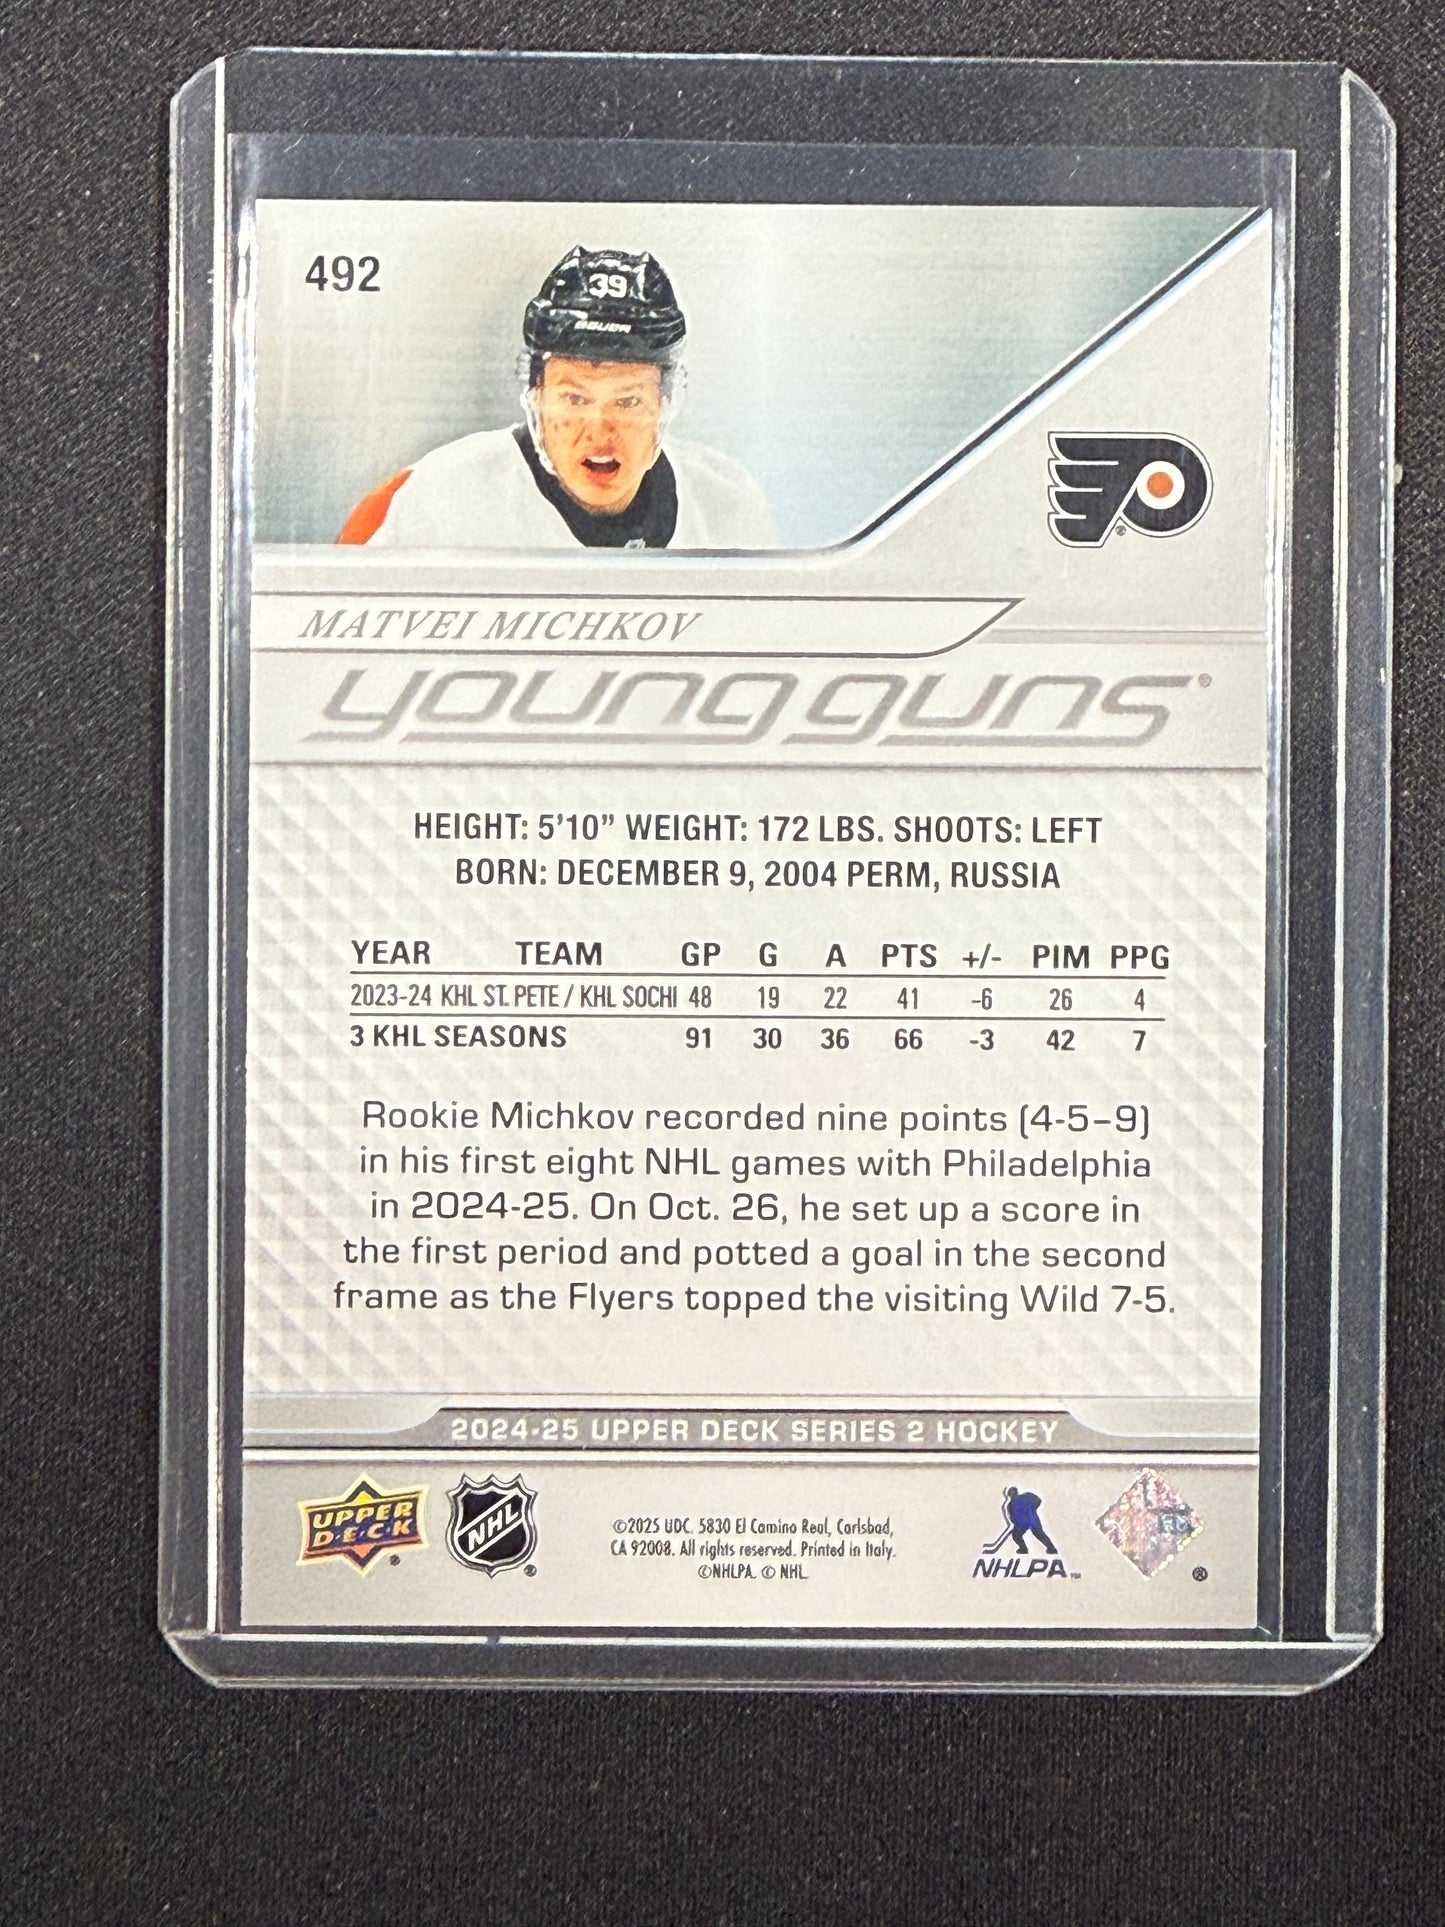 492
39
BAUER
MATVEI MICHKOV
young guns®
HEIGHT: 5'10” WEIGHT: 172 LBS. SHOOTS: LEFT
BORN: DECEMBER 9, 2004 PERM, RUSSIA
YEAR TEAM GP G A PTS +/- PIM PPG
2023-24 KHL ST. PETE / KHL SOCHI 48 19 22 41 -6 26 4
3 KHL SEASONS 91 30 36 66 -3 42 7
Rookie Michkov recorded nine points (4-5–9)
in his first eight NHL games with Philadelphia
in 2024-25. On Oct. 26, he set up a score in
the first period and potted a goal in the second
frame as the Flyers topped the visiting Wild 7-5.
2024-25 UPPER DECK SERIES 2 HOCKEY
UPPER
D·E·C·K
®
NHL
®
©2025 UDC. 5830 El Camino Real, Carlsbad,
CA 92008. All rights reserved. Printed in Italy.
©NHLPA. © NHL
NHLPA™
®